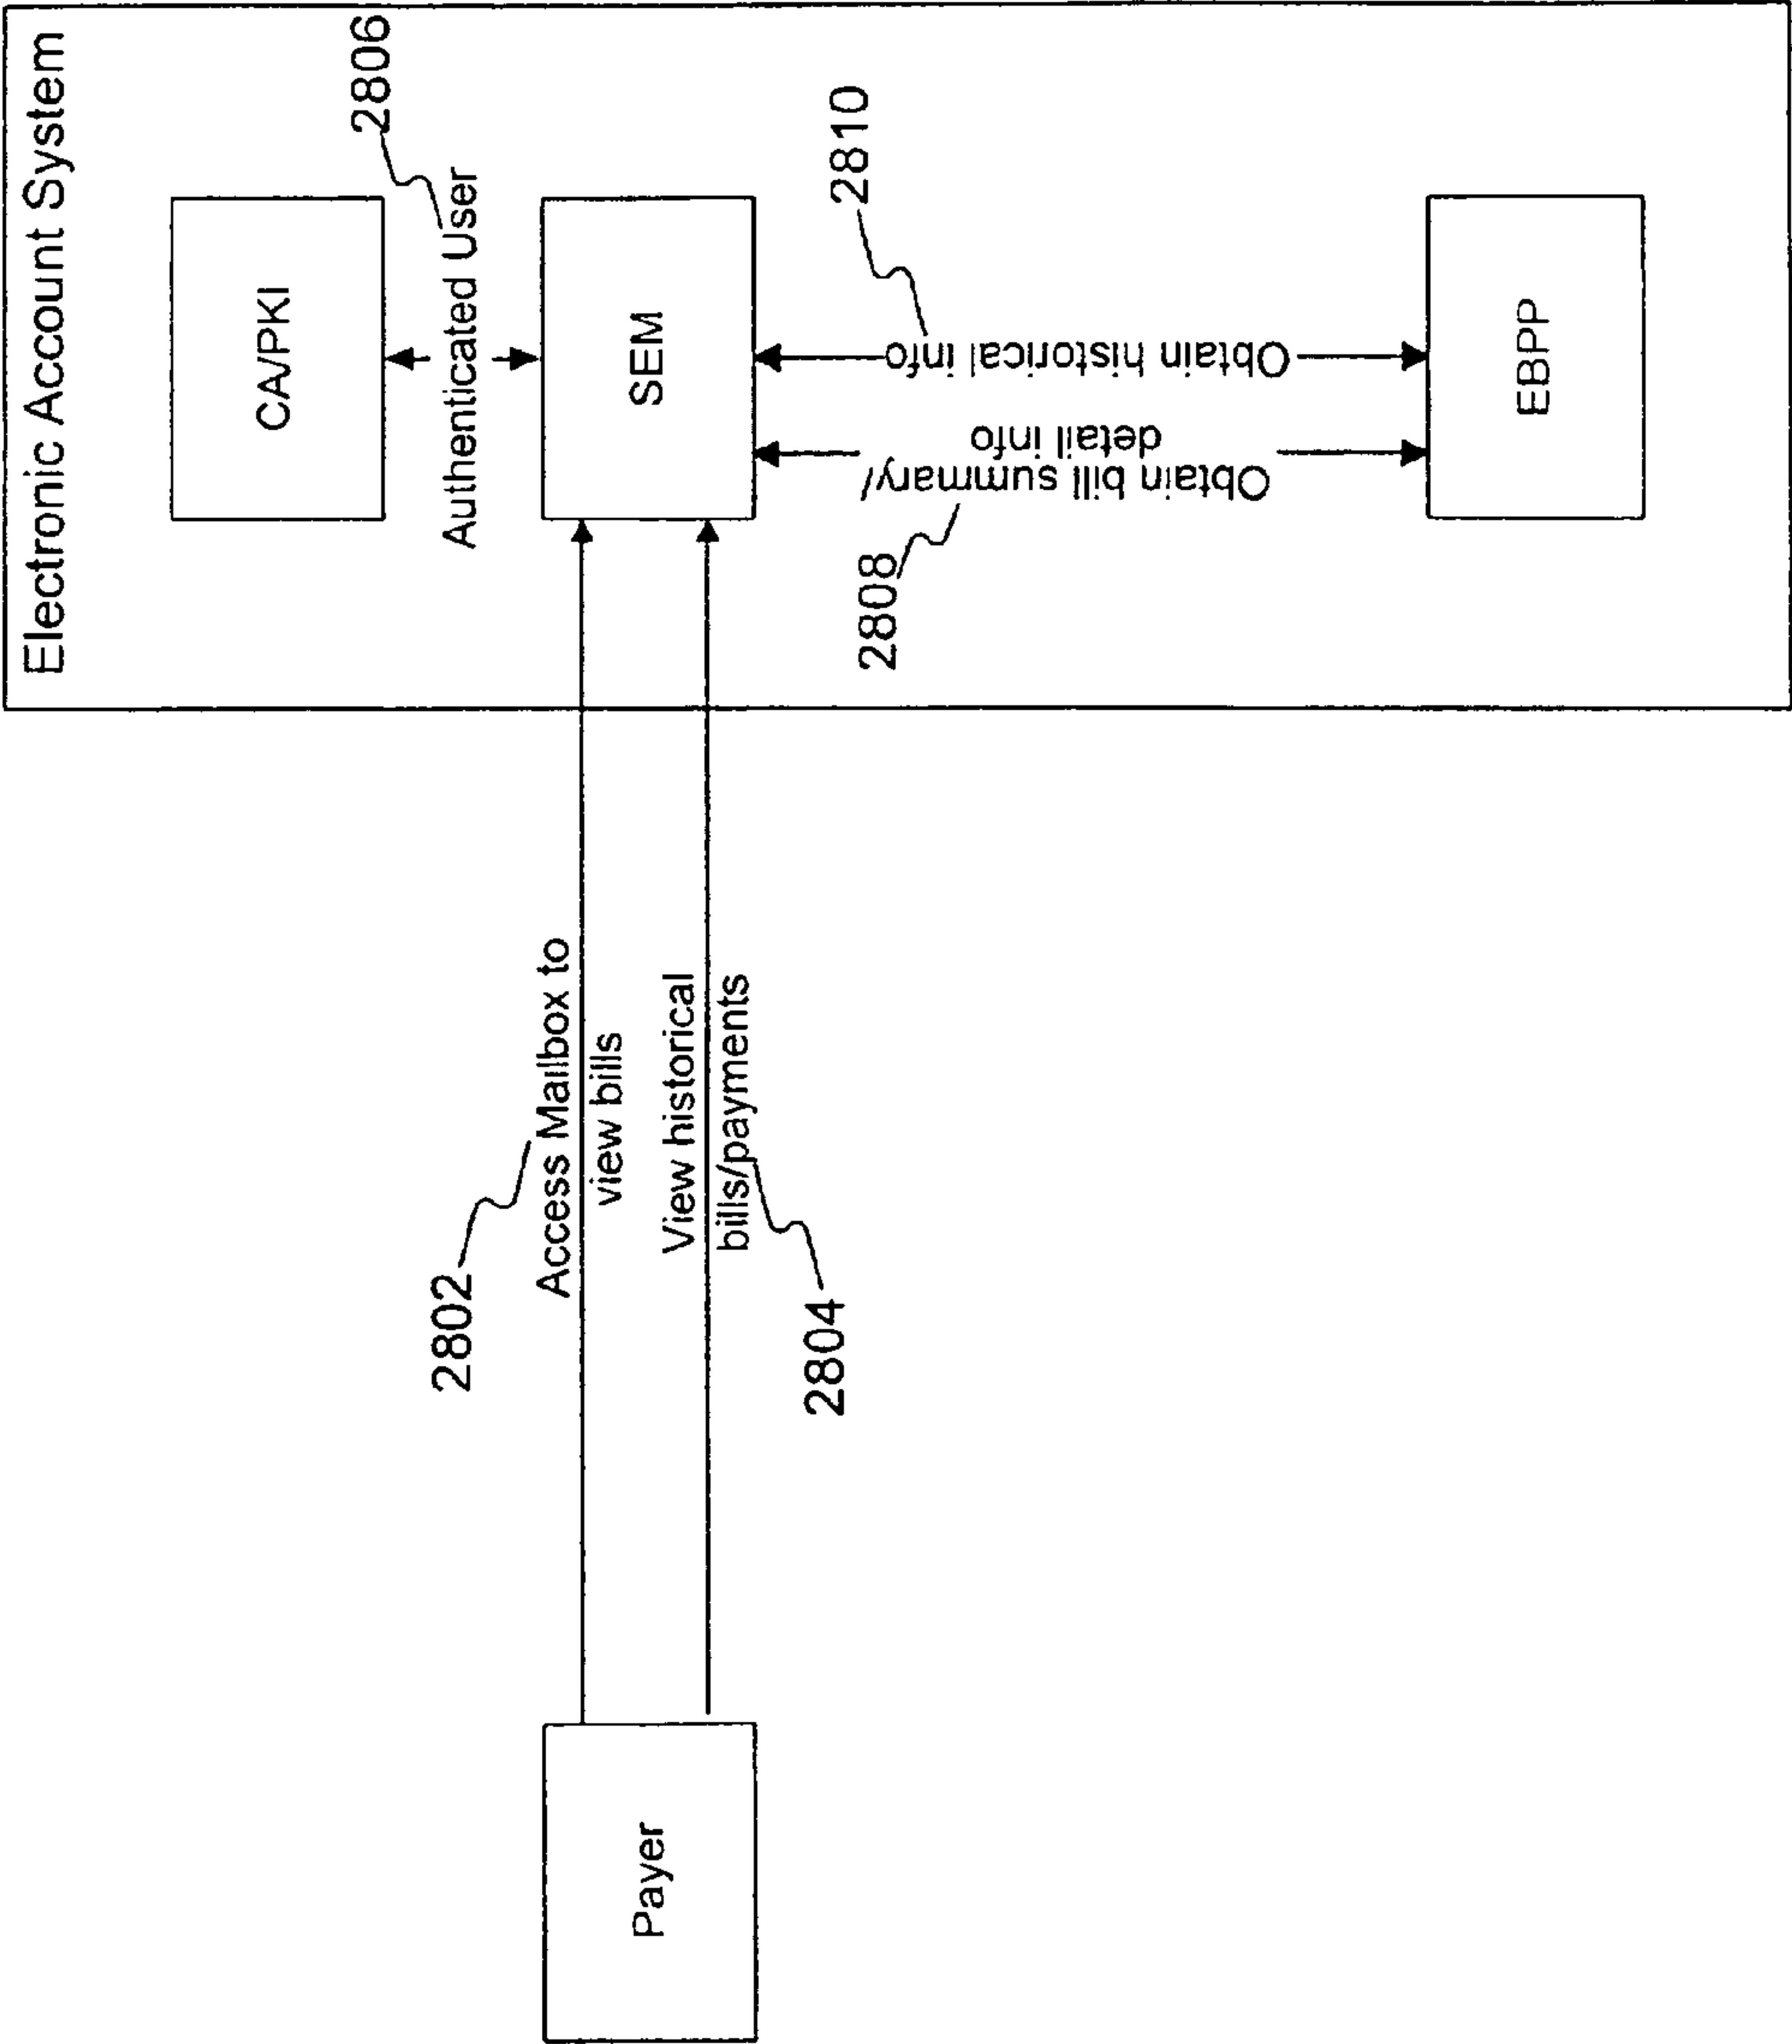 Electronic Account System
CA/PKI
2806
Authenticated User
2802
Access Mailbox to
view bills
Payer
SEM
View historical
bills/payments
2804
2808
Obtain bill summary/
detail info
2810
Obtain historical info
EBPP